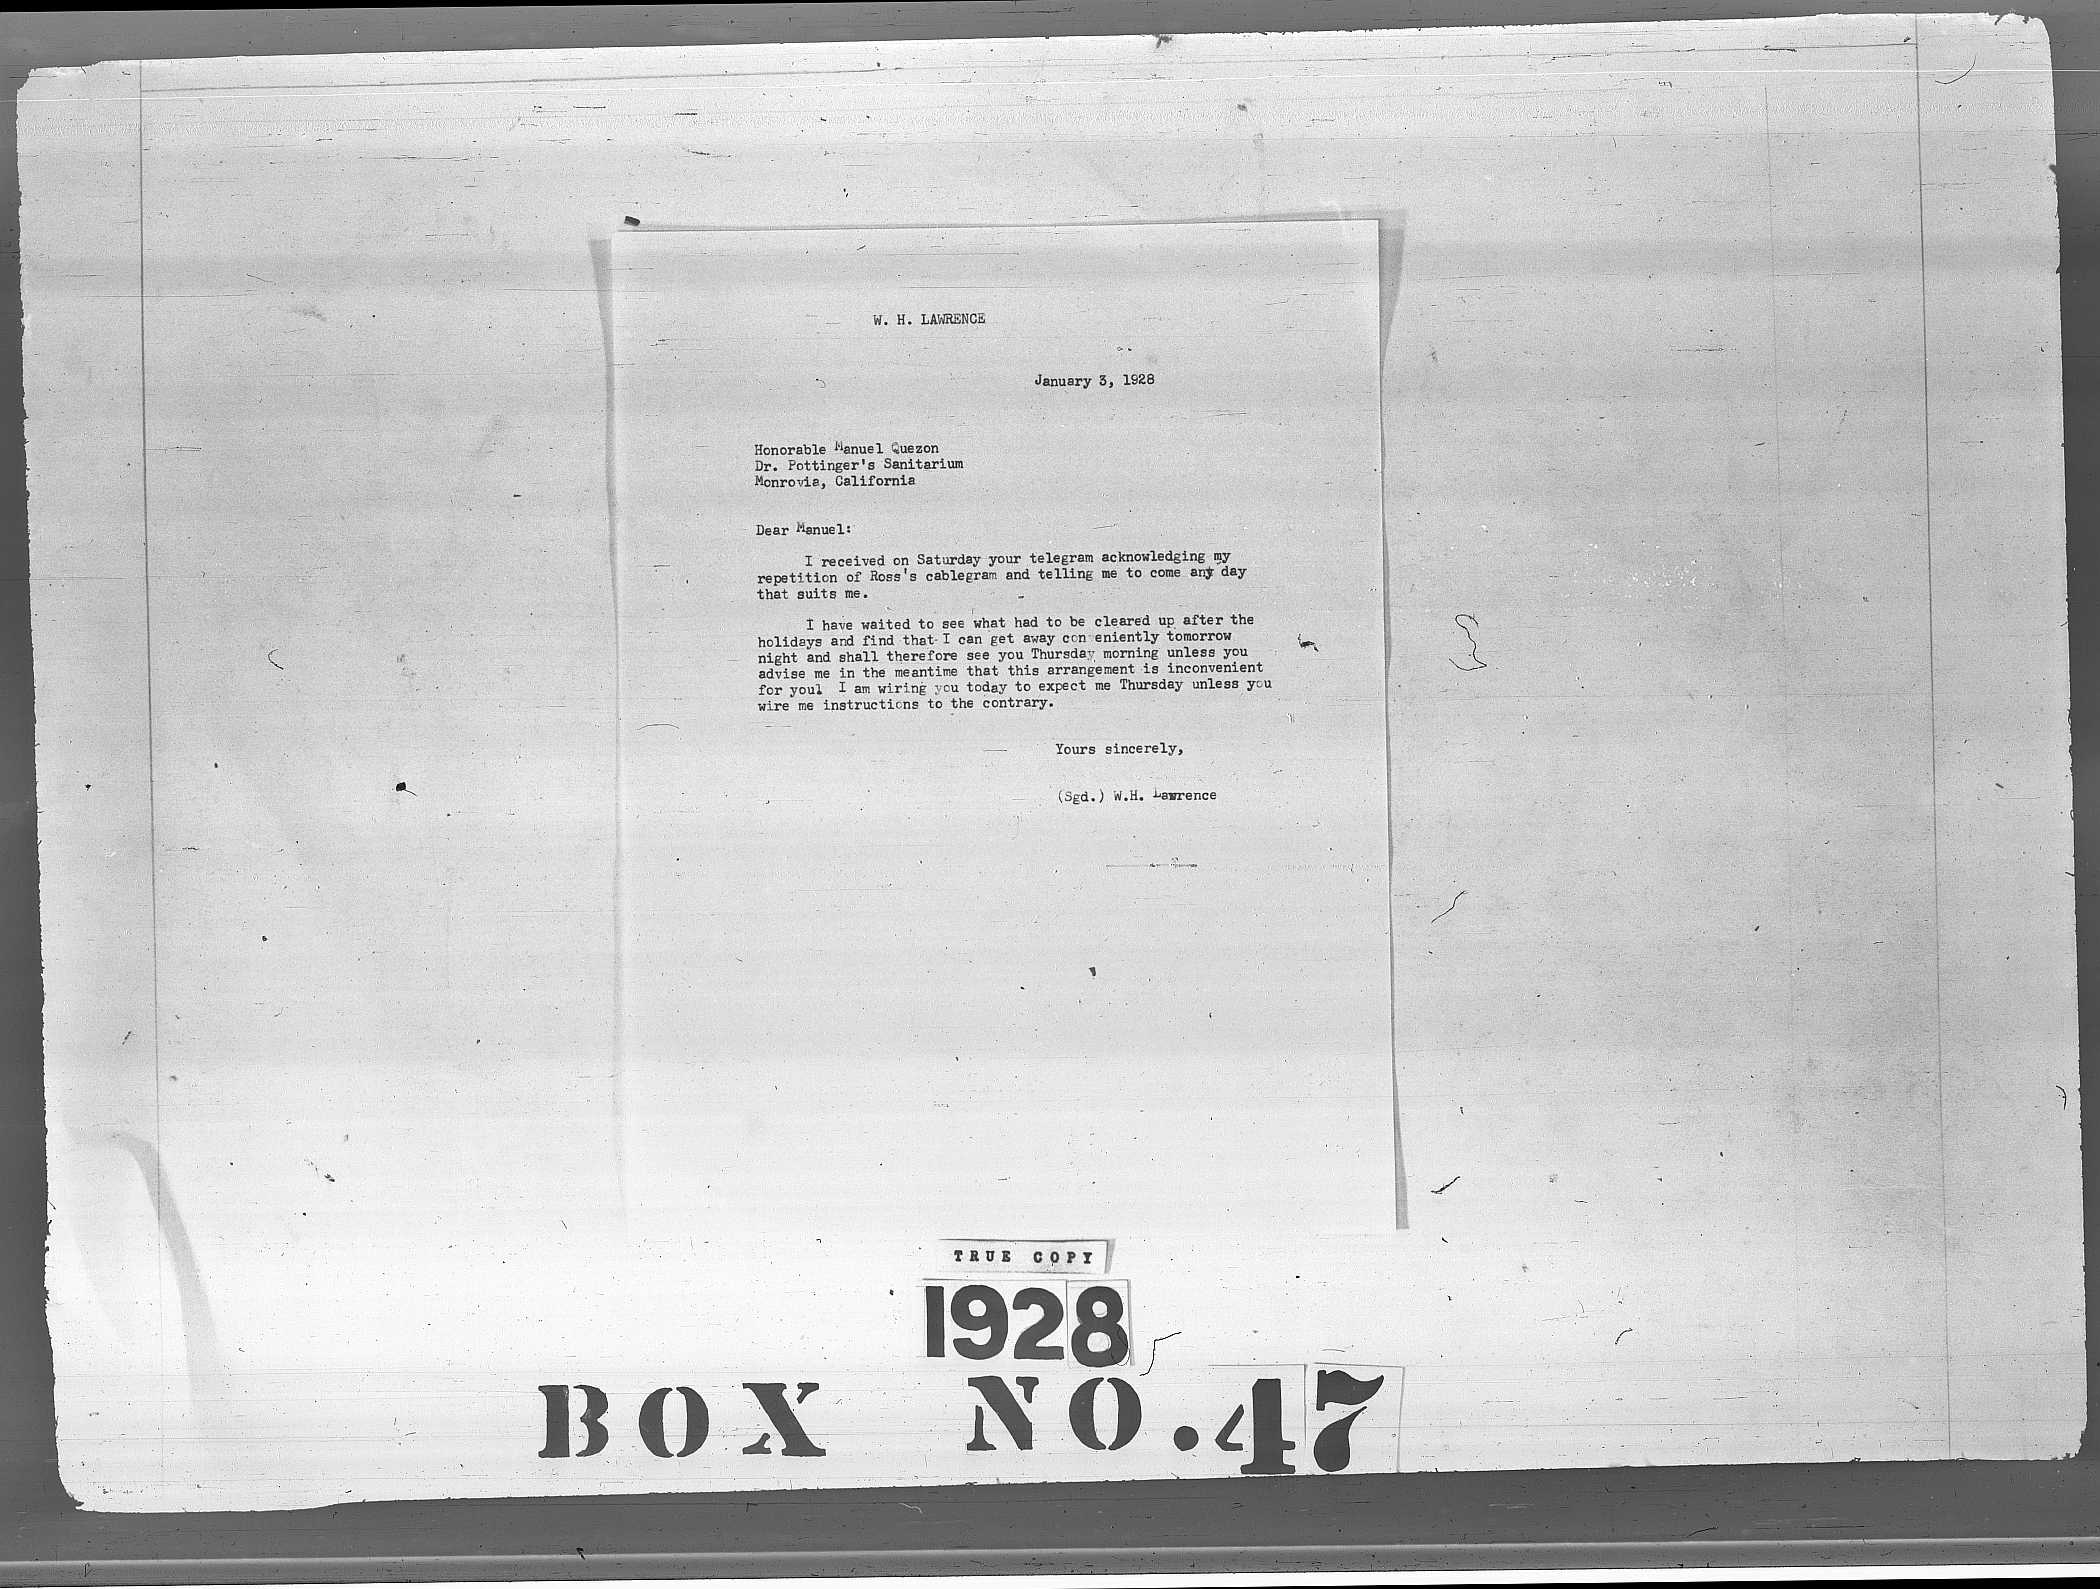 W. H. LAWRENCE
January 3, 1928
Honorable Manuel Quezon
Dr. Pottinger's Sanitarium
Monrovia, California
Dear Manuel:
I received on Saturday your telegram acknowledging my
repetition of Ross's cablegram and telling me to come any day
that suits me.
I have waited to see what had to be cleared up after the
holidays and find that I can get away conveniently tomorrow
night and shall therefore see you Thursday morning unless you
advise me in the meantime that this arrangement is inconvenient
for youl I am wiring you today to expect me Thursday unless you
wire me instructions to the contrary.
Yours sincerely,
(Sgd.) W.H. Lawrence
TRUE COPY
1928
BOX NO. 47